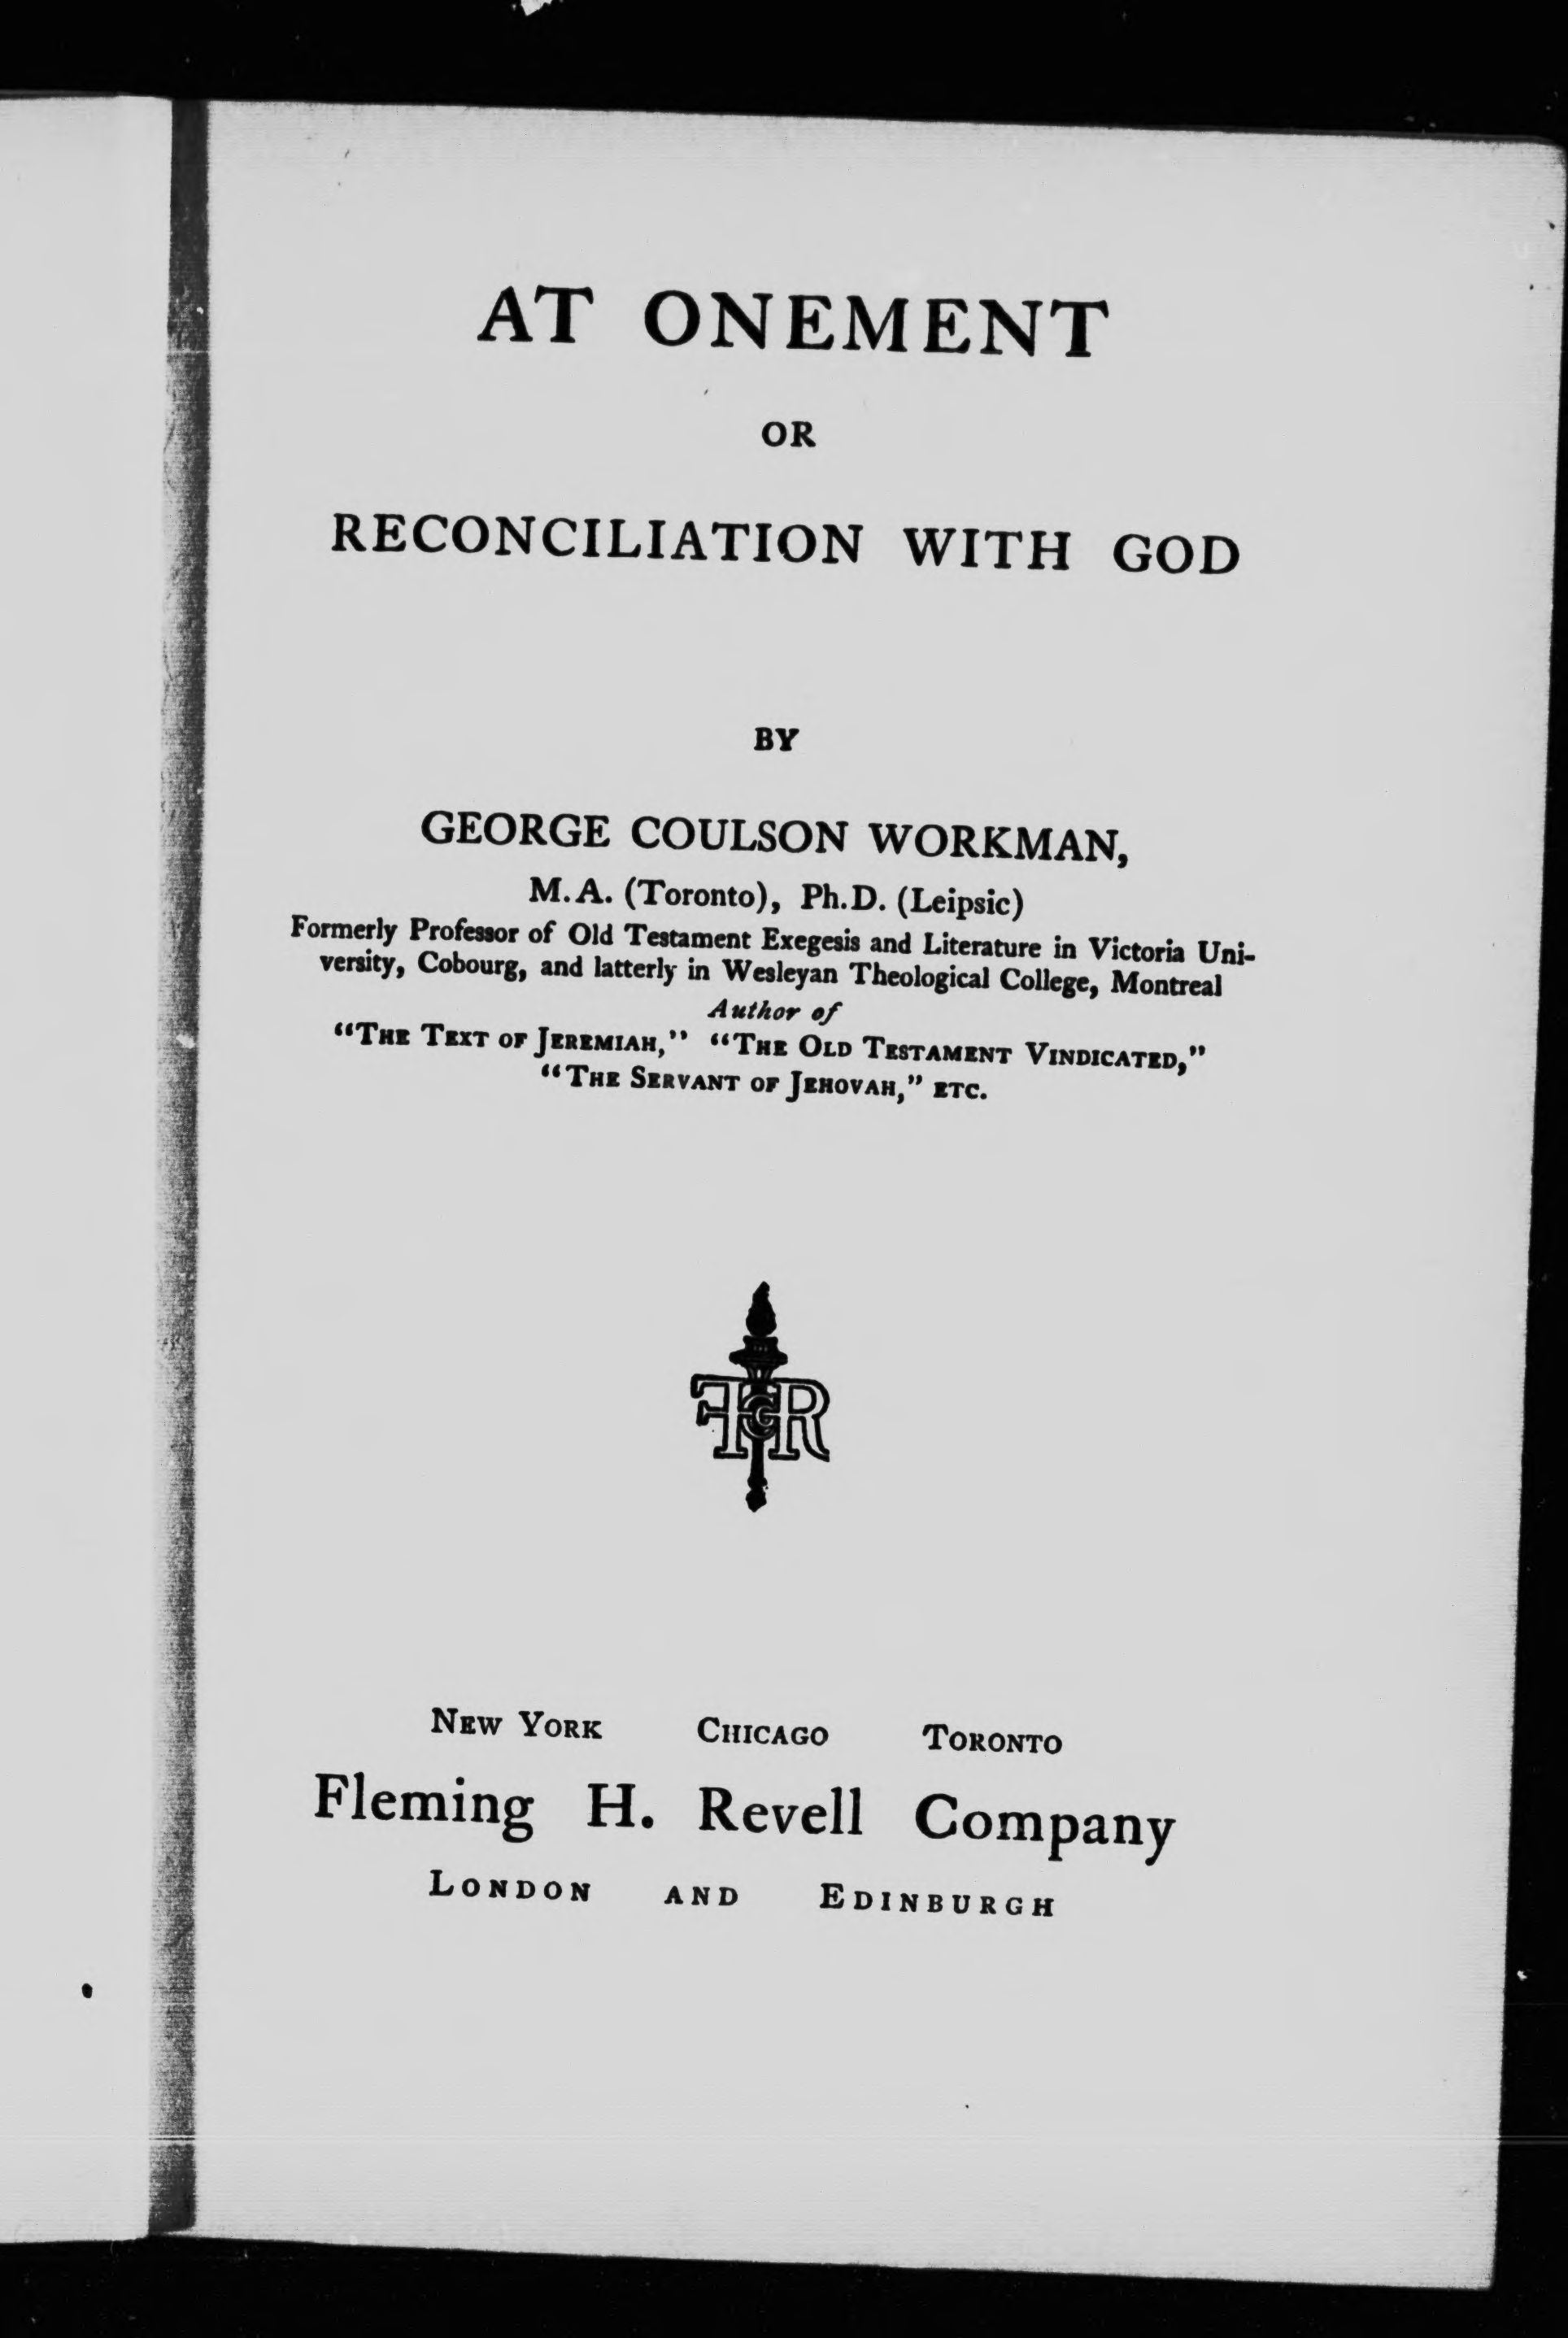 AT ONEMENT
OR
RECONCILIATION WITH GOD
BY
GEORGE COULSON WORKMAN,
M.A. (Toronto), Ph.D. (Leipsic)
Formerly Professor of Old Testament Exegesis and Literature in Victoria Uni-
versity, Cobourg, and latterly in Wesleyan Theological College, Montreal
Author of
“THE TEXT OF JEREMIAH,” “THE OLD TESTAMENT VINDICATED,”
“THE SERVANT OF JEHOVAH,” ETC.
FHR
NEW YORK CHICAGO TORONTO
Fleming H. Revell Company
LONDON AND EDINBURGH